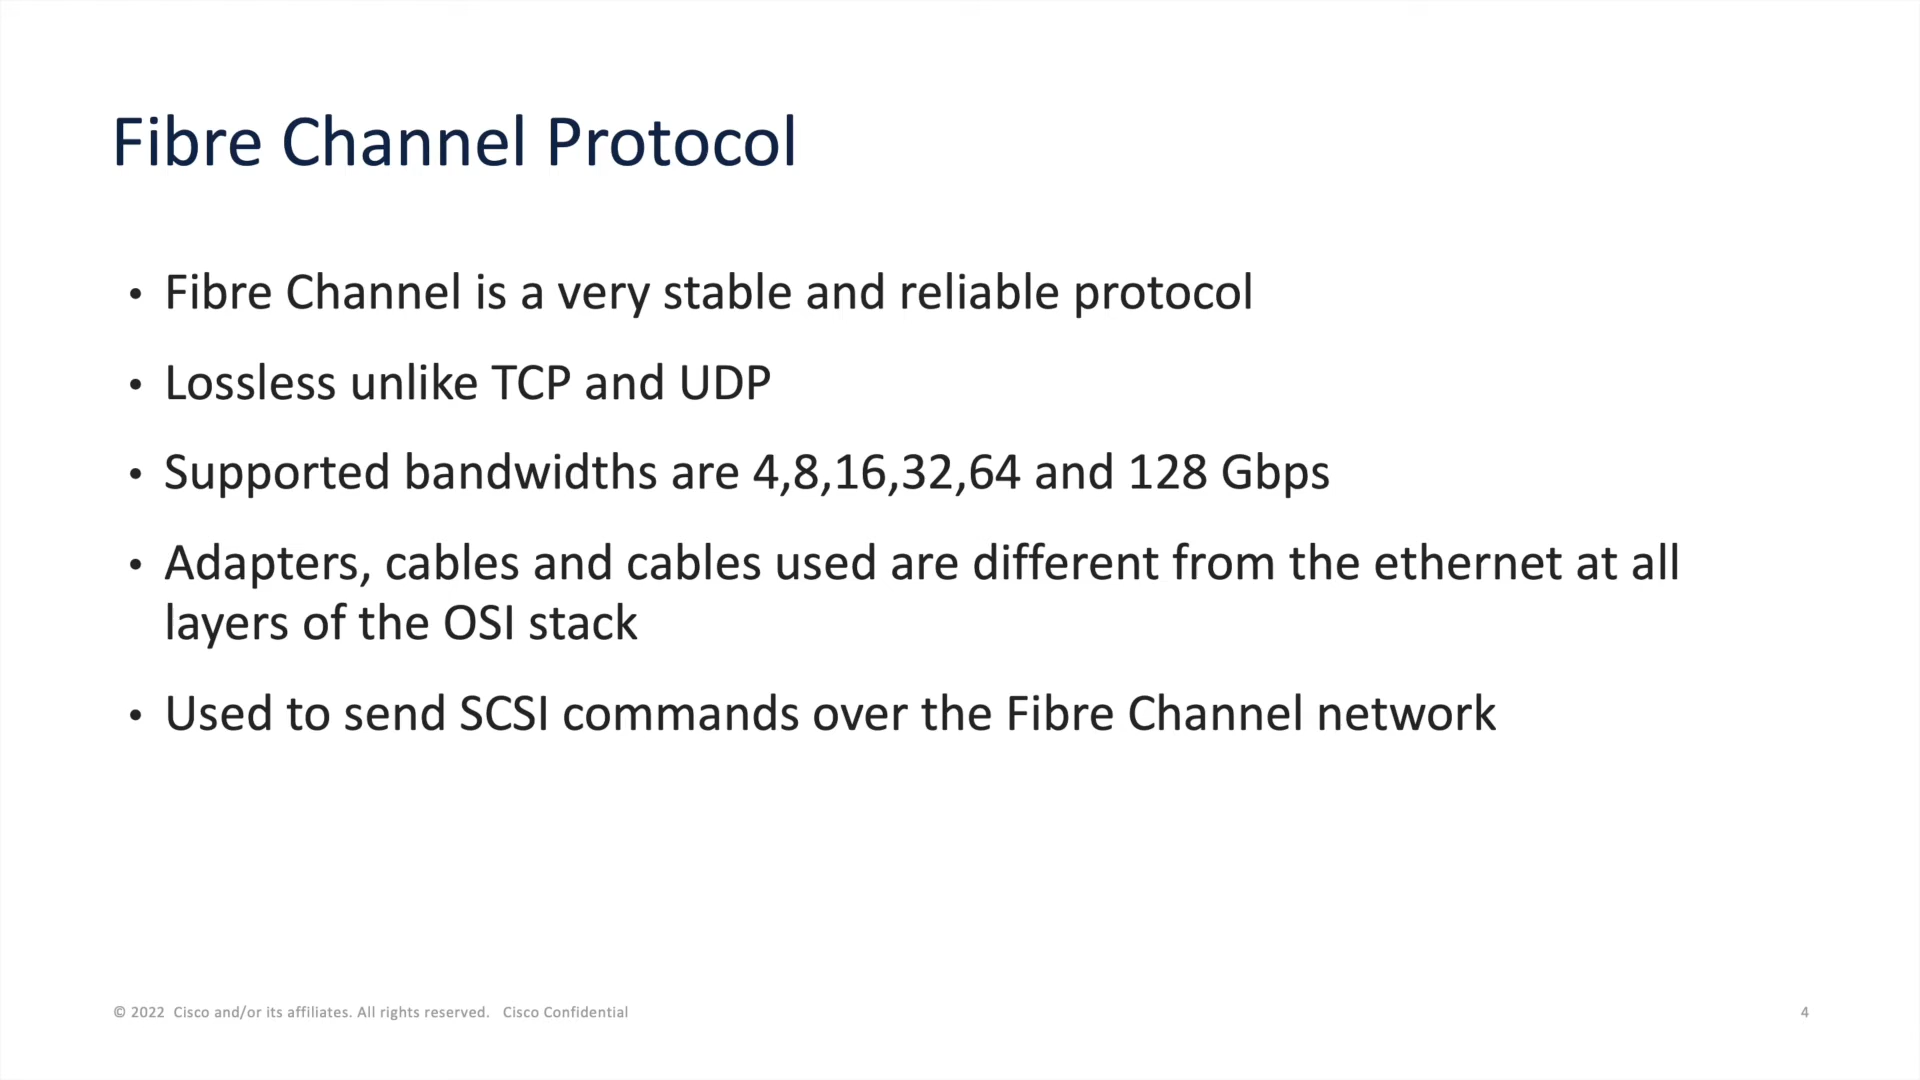 Fibre Channel Protocol
• Fibre Channel is a very stable and reliable protocol
• Lossless unlike TCP and UDP
• Supported bandwidths are 4,8,16,32,64 and 128 Gbps
• Adapters, cables and cables used are different from the ethernet at all
layers of the OSI stack
• Used to send SCSI commands over the Fibre Channel network
© 2022 Cisco and/or its affiliates. All rights reserved. Cisco Confidential
4